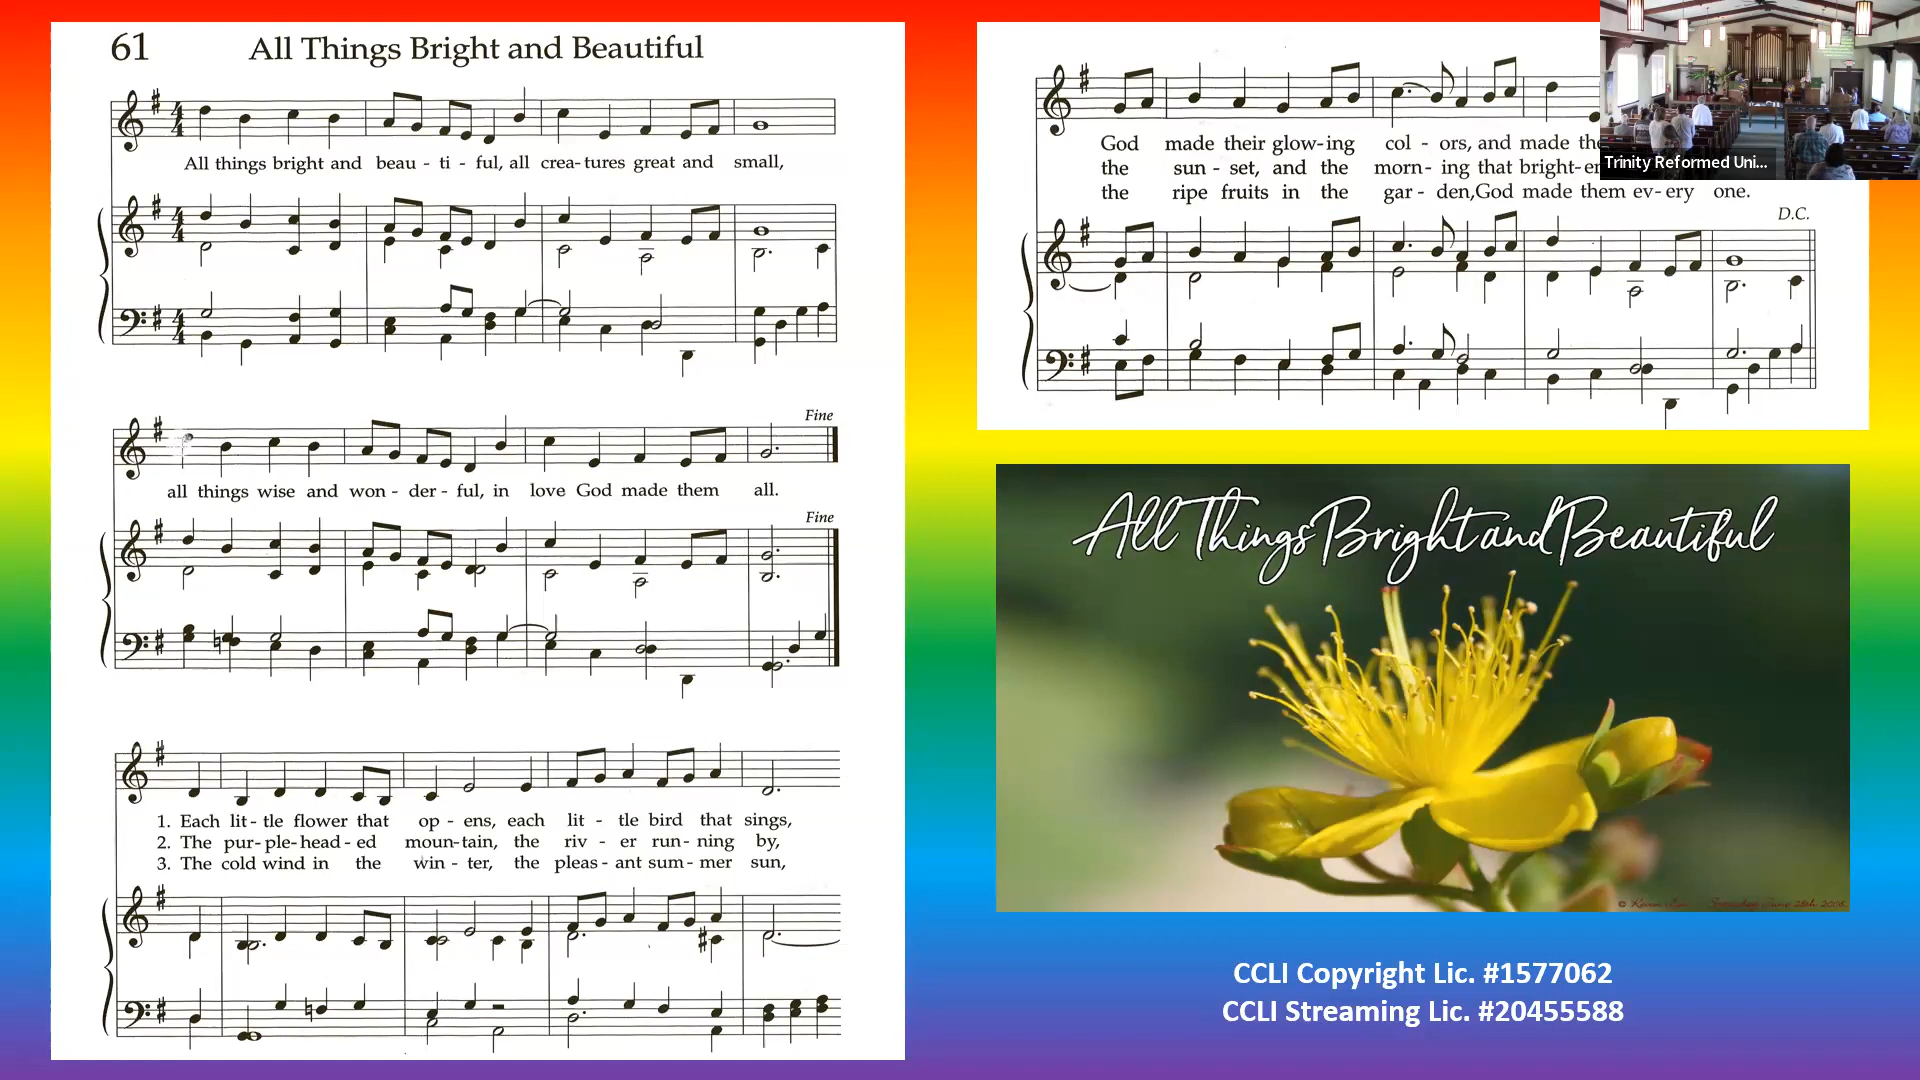 61 All Things Bright and Beautiful
All things bright and beau - ti - ful, all crea - tures great and small,
Fine
all things wise and won - der - ful, in love God made them all.
Fine
1. Each lit - tle flower that op - ens, each lit - tle bird that sings,
2. The pur - ple - head - ed moun - tain, the riv - er run - ning by,
3. The cold wind in the win - ter, the pleas - ant sum - mer sun,
God made their glow - ing col - ors, and made
the sun - set, and the morn - ing that
the ripe fruits in the gar - den, God made them ev - ery one.
D.C.
Trinity Reformed Uni...
All Things Bright and Beautiful
CCLI Copyright Lic. #1577062
CCLI Streaming Lic. #20455588